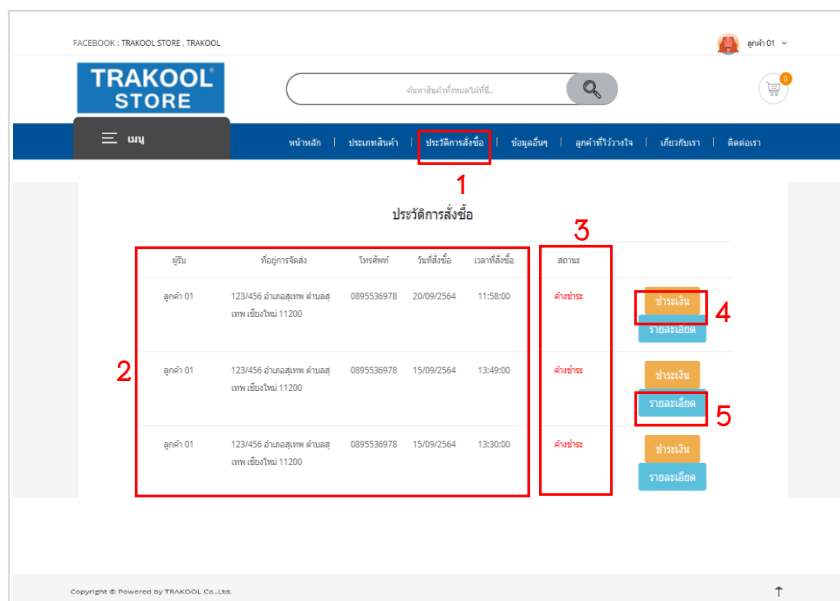 FACEBOOK : TRAKOOL STORE , TRAKOOL
ลูกค้า 01
TRAKOOL
STORE
ค้นหาสินค้าทั้งหมดได้ที่นี่..
0
เมนู
หน้าหลัก | ประเภทสินค้า | ประวัติการสั่งซื้อ | ข้อมูลอื่นๆ | ลูกค้าที่ไว้วางใจ | เกี่ยวกับเรา | ติดต่อเรา
1
ประวัติการสั่งซื้อ
3
ผู้รับ ที่อยู่การจัดส่ง โทรศัพท์ วันที่สั่งซื้อ เวลาที่สั่งซื้อ สถานะ
ลูกค้า 01 123/456 อำเภอสุเทพ ตำบลสุ 0895536978 20/09/2564 11:58:00 ค้างชำระ ชำระเงิน 4
เทพ เชียงใหม่ 11200
รายละเอียด
2
ลูกค้า 01 123/456 อำเภอสุเทพ ตำบลสุ 0895536978 15/09/2564 13:49:00 ค้างชำระ ชำระเงิน
เทพ เชียงใหม่ 11200
รายละเอียด 5
ลูกค้า 01 123/456 อำเภอสุเทพ ตำบลสุ 0895536978 15/09/2564 13:30:00 ค้างชำระ ชำระเงิน
เทพ เชียงใหม่ 11200
รายละเอียด
Copyright © Powered by TRAKOOL Co.,Ltd.